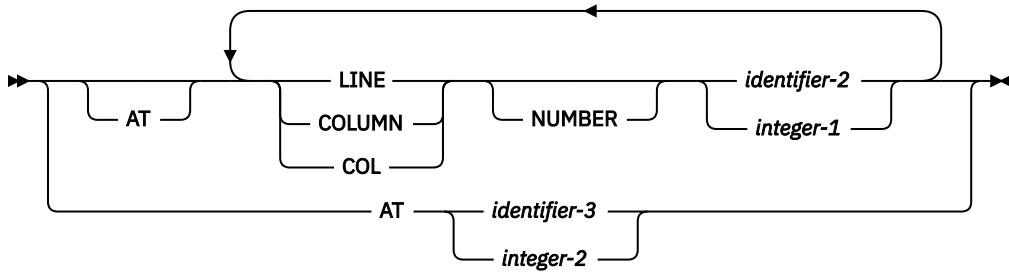 LINE identifier-2
AT COLUMN NUMBER integer-1
COL
AT identifier-3
integer-2